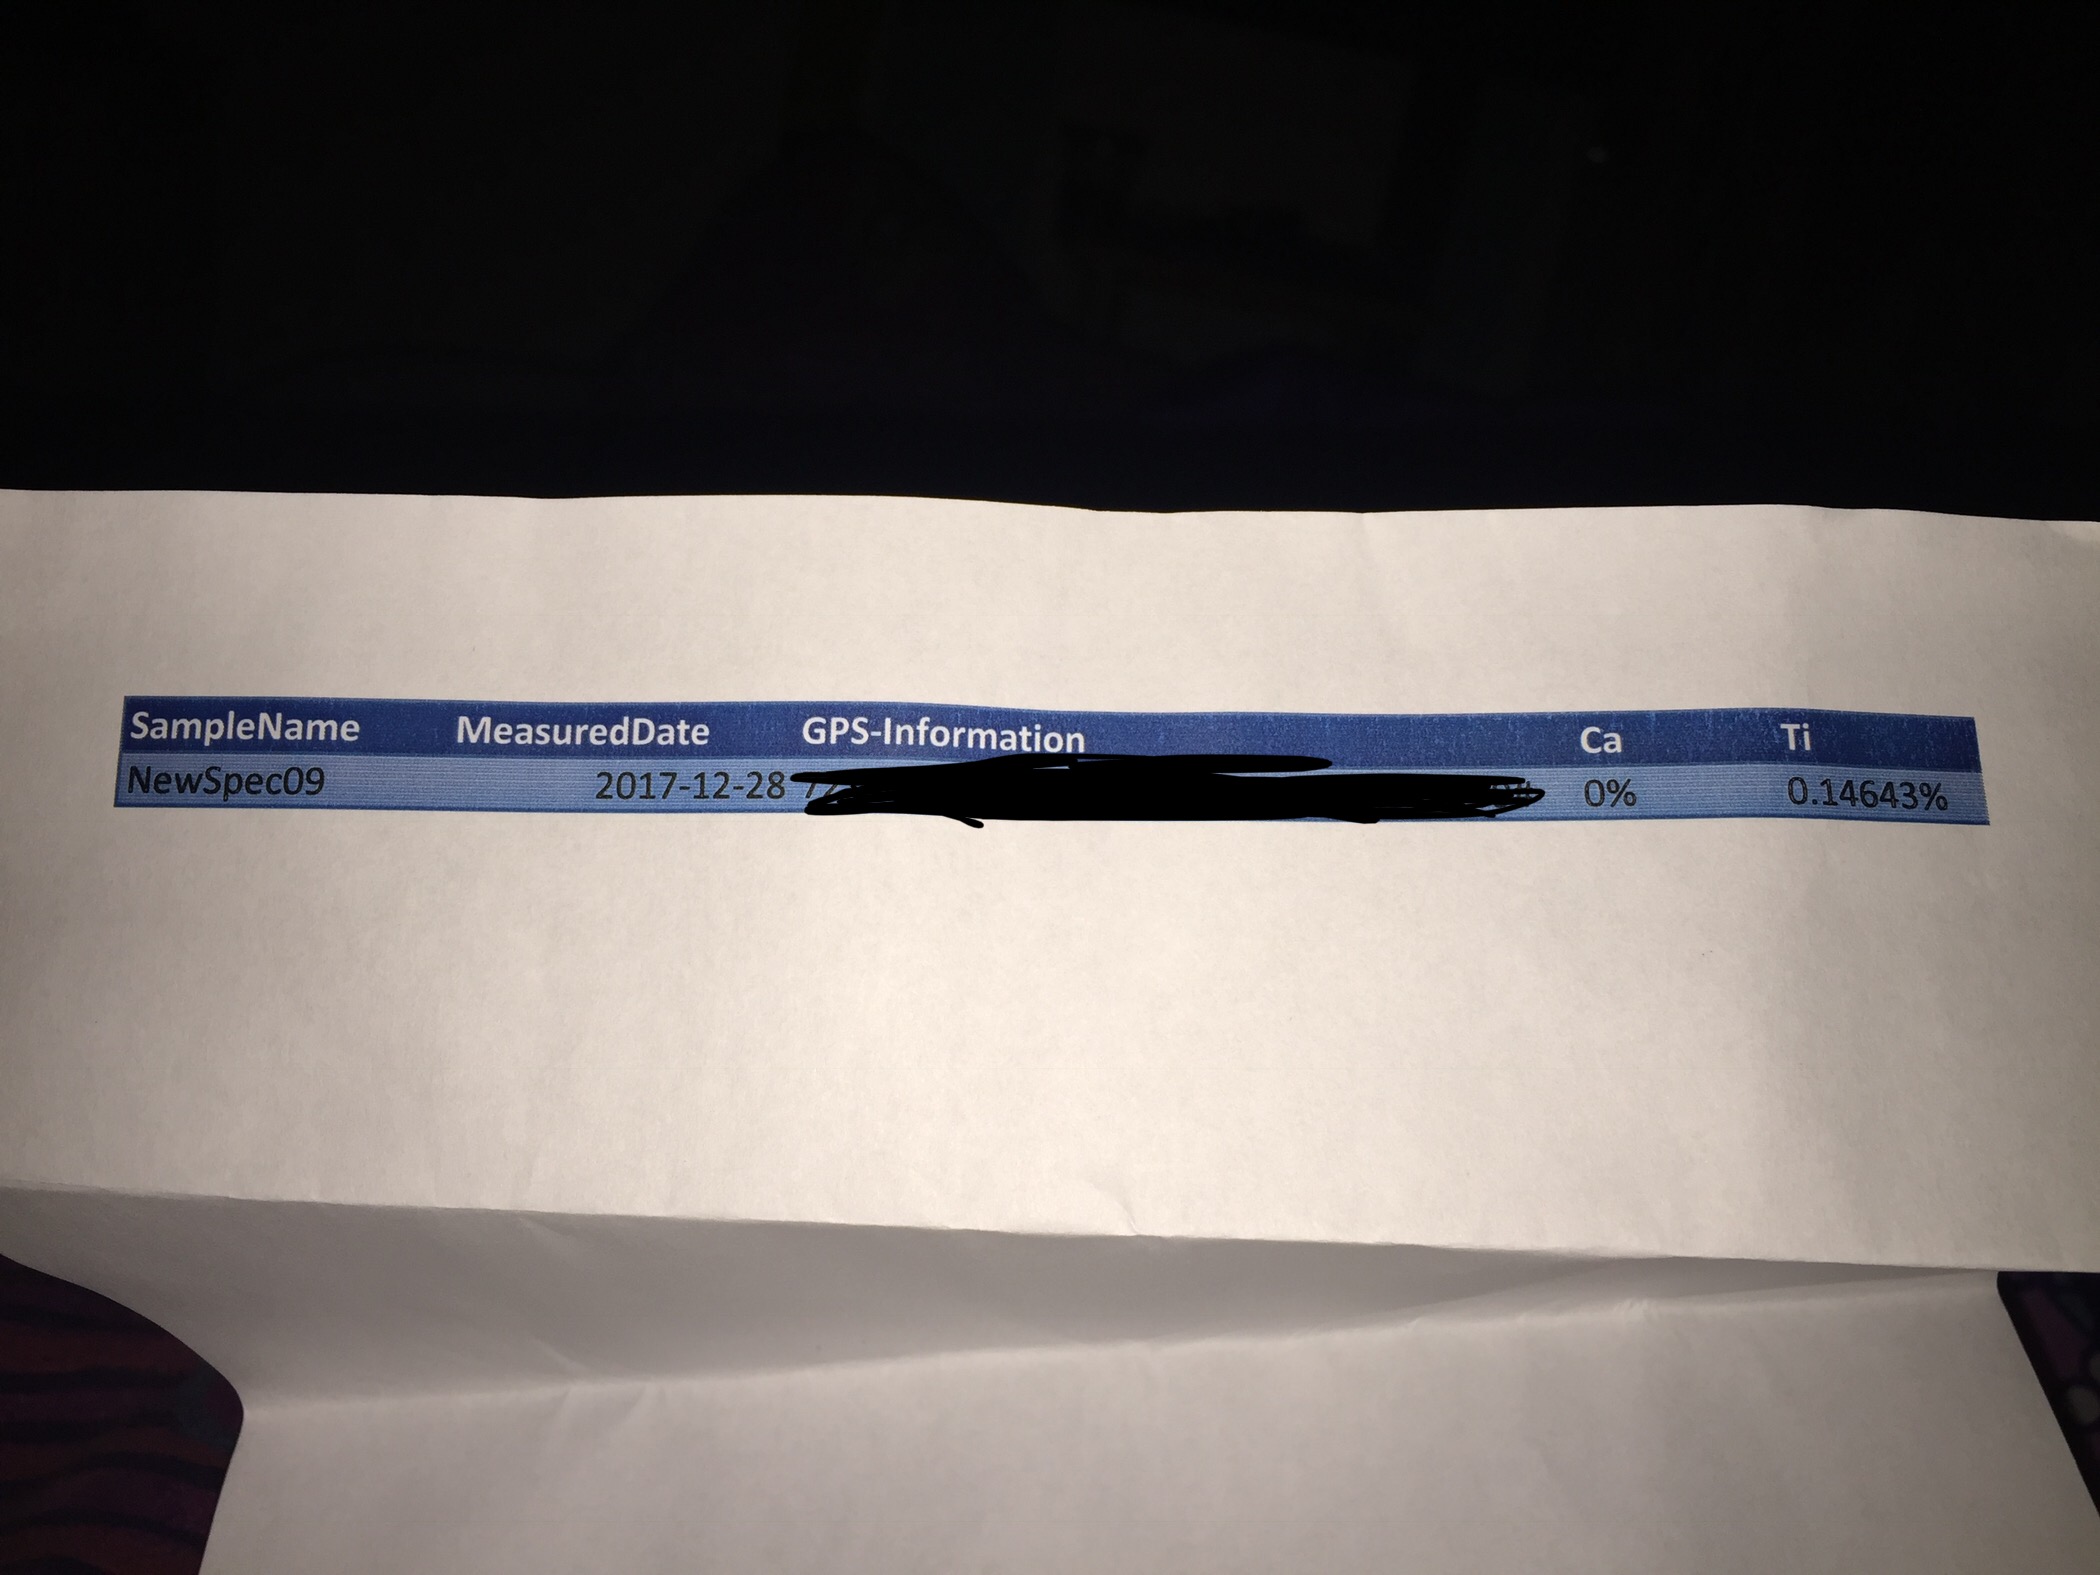 SampleName MeasuredDate GPS-Information Ca Ti
NewSpec09 2017-12-28 0% 0.14643%